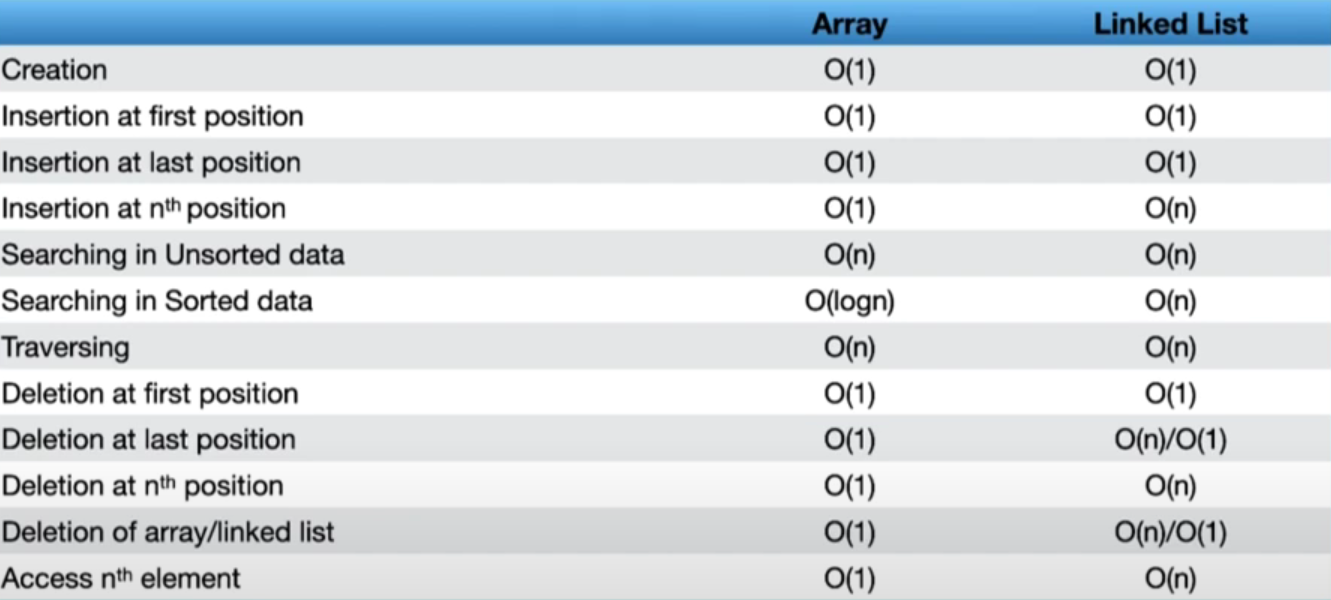 Array Linked List
Creation O(1) O(1)
Insertion at first position O(1) O(1)
Insertion at last position O(1) O(1)
Insertion at nth position O(1) O(n)
Searching in Unsorted data O(n) O(n)
Searching in Sorted data O(logn) O(n)
Traversing O(n) O(n)
Deletion at first position O(1) O(1)
Deletion at last position O(1) O(n)/O(1)
Deletion at nth position O(1) O(n)
Deletion of array/linked list O(1) O(n)/O(1)
Access nth element O(1) O(n)